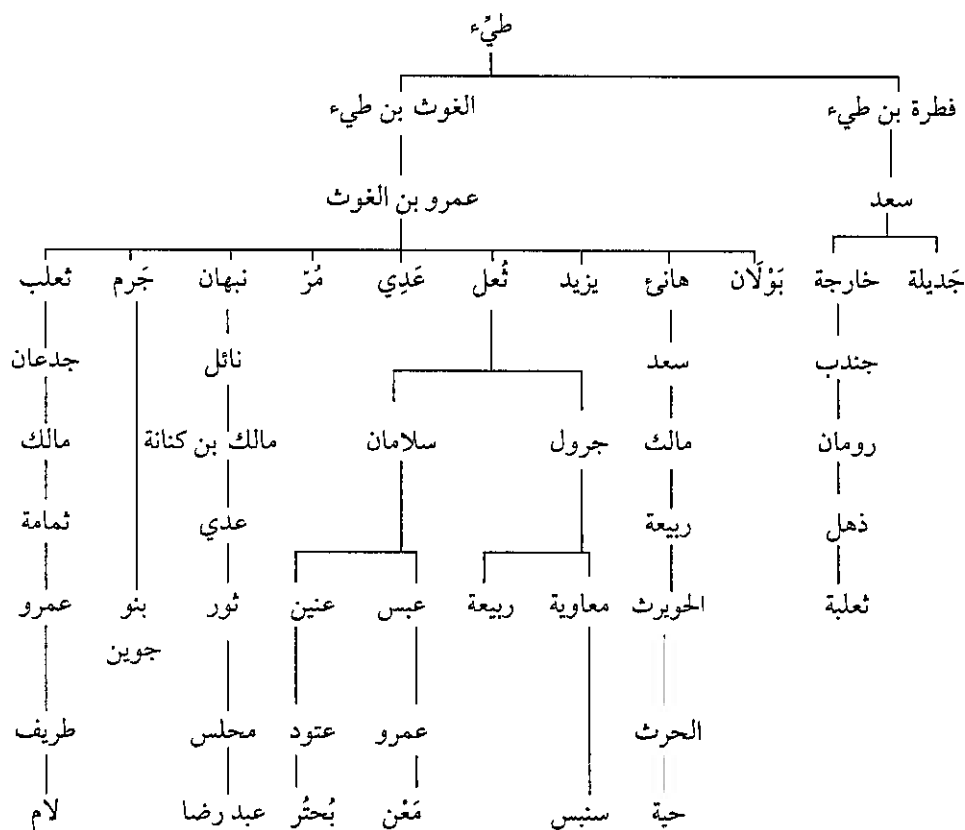 طيِّء
فطرة بن طيء الغوث بن طيء
سعد عمرو بن الغوث
جَديلة خارجة بَوْلَان هانئ يزيد ثُعل عَدِي مُرّ نبهان جَرم ثعلب
جندب سعد نائل جدعان
رومان مالك جرول سلامان مالك بن كنانة مالك
ذهل ربيعة عدي ثمامة
ثعلبة الحويرث معاوية ربيعة عبس عنين ثور بنو عمرو
جوين
الحرث عمرو عتود محلس طريف
حية سنبس مَعْن بُحتُر عبد رضا لام